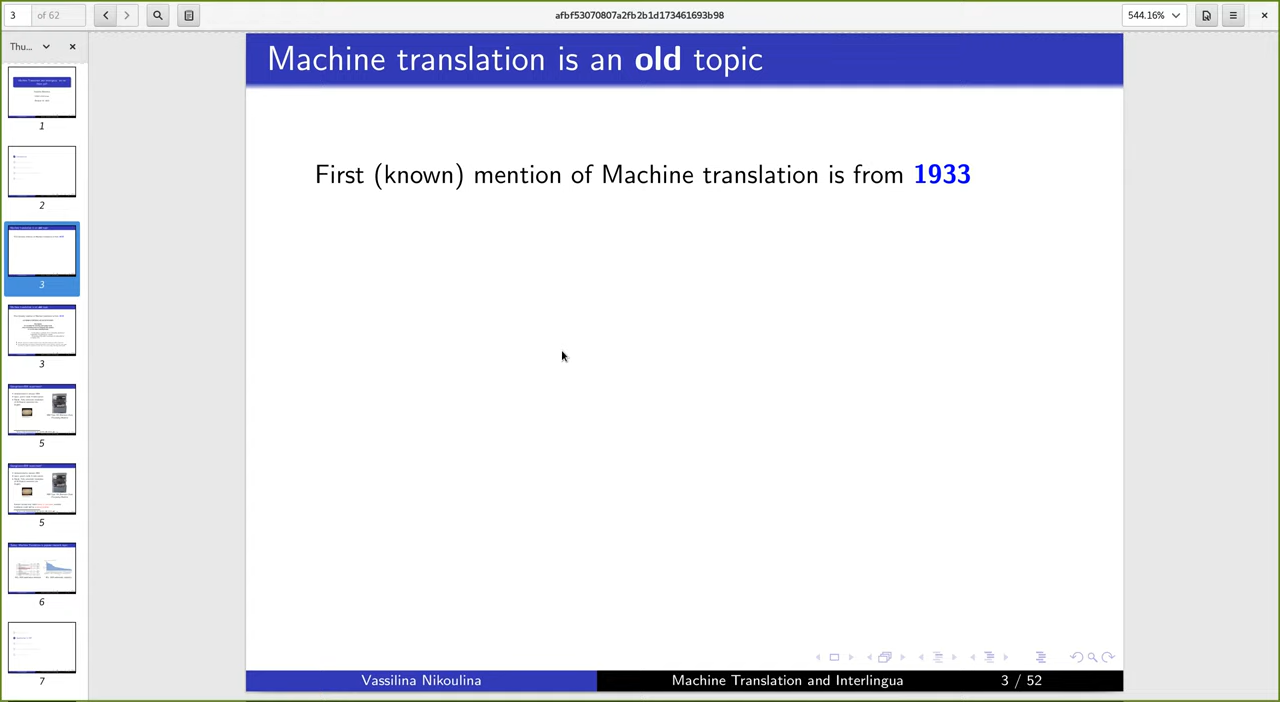 3 of 62
afbf53070807a2fb2b1d173461693b98
544.16%
Thu...
1
2
3
3
5
5
6
7
Machine translation is an old topic
First (known) mention of Machine translation is from 1933
Vassilina Nikoulina
Machine Translation and Interlingua
3 / 52